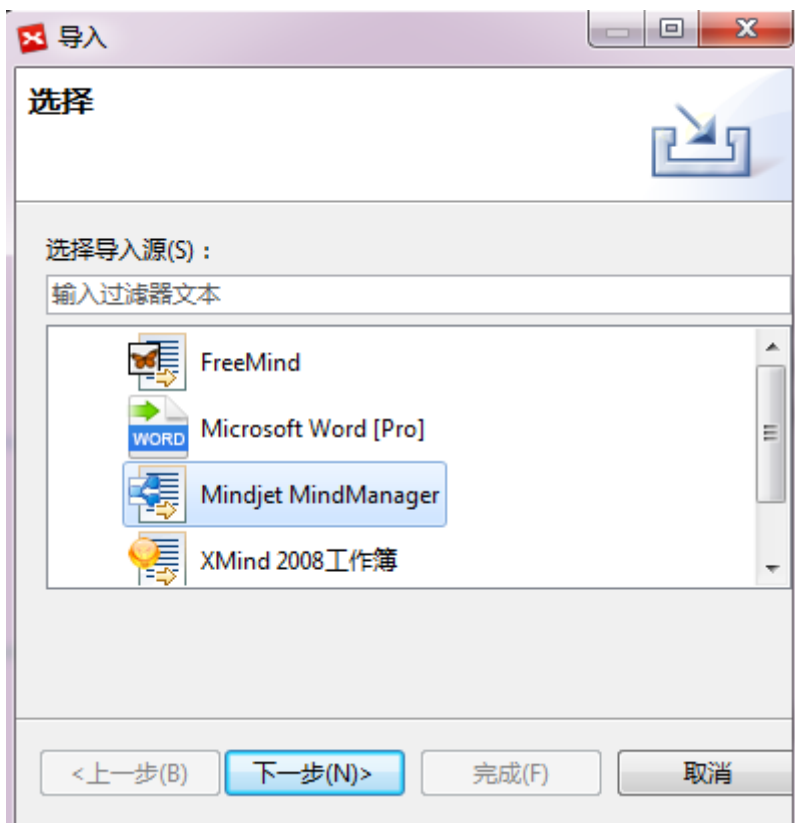 导入
选择
选择导入源(S)：
输入过滤器文本
FreeMind
WORD
Microsoft Word [Pro]
Mindjet MindManager
XMind 2008工作簿
<上一步(B)
下一步(N)>
完成(F)
取消